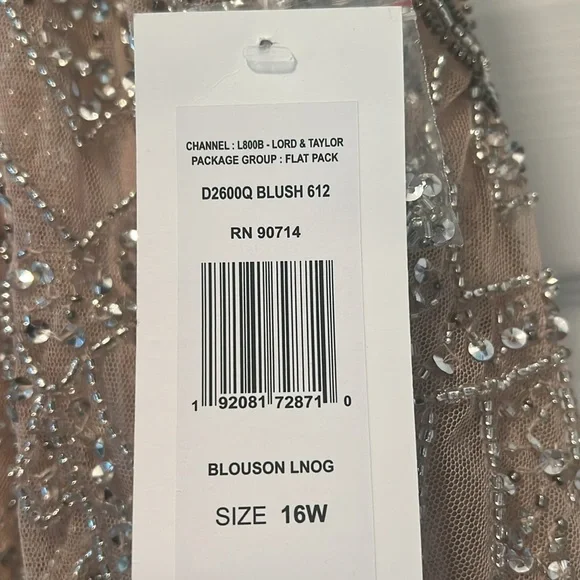 CHANNEL : L800B - LORD & TAYLOR
PACKAGE GROUP : FLAT PACK
D2600Q BLUSH 612
RN 90714
1 92081 72871 0
BLOUSON LNOG
SIZE 16W